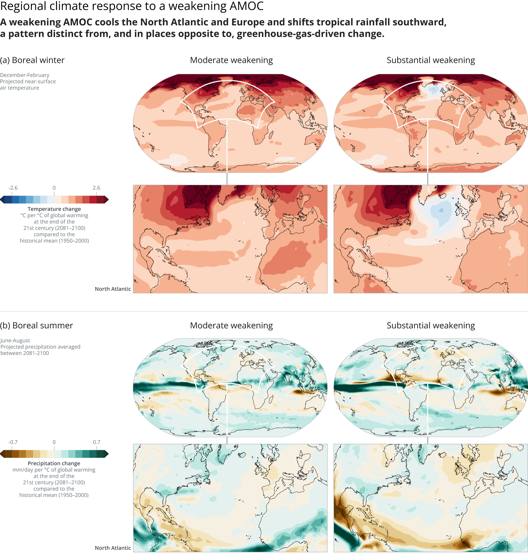 Regional climate response to a weakening AMOC
A weakening AMOC cools the North Atlantic and Europe and shifts tropical rainfall southward,
a pattern distinct from, and in places opposite to, greenhouse-gas-driven change.
(a) Boreal winter
Moderate weakening
Substantial weakening
December-February
Projected near-surface
air temperature
-2.6
0
2.6
Temperature change
°C per °C of global warming
at the end of the
21st century (2081–2100)
compared to the
historical mean (1950–2000)
North Atlantic
(b) Boreal summer
Moderate weakening
Substantial weakening
June-August
Projected precipitation averaged
between 2081-2100
-0.7
0
0.7
Precipitation change
mm/day per °C of global warming
at the end of the
21st century (2081–2100)
compared to the
historical mean (1950–2000)
North Atlantic